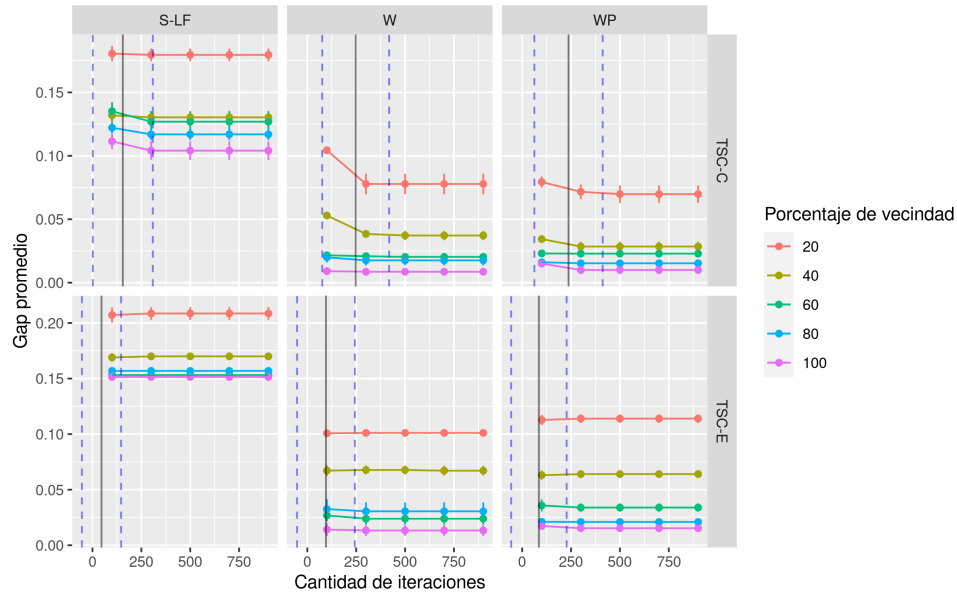 S-LF W WP
0.15
0.10
0.05
0.00
TSC-C
0.20
0.15
0.10
0.05
0.00
TSC-E
Gap promedio
0 250 500 750 0 250 500 750 0 250 500 750
Cantidad de iteraciones
Porcentaje de vecindad
20
40
60
80
100